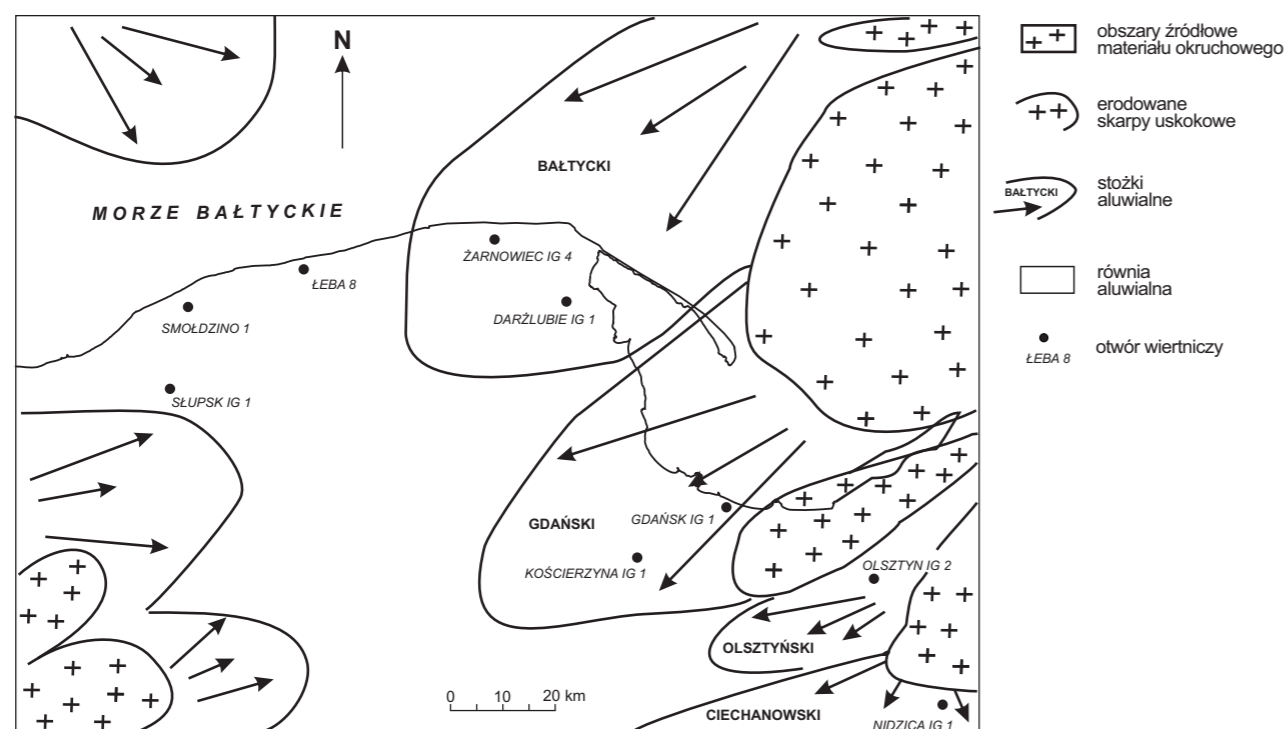 N
BAŁTYCKI
MORZE BAŁTYCKIE
ŻARNOWIEC IG 4
ŁEBA 8
DARŻLUBIE IG 1
SMOŁDZINO 1
SŁUPSK IG 1
GDAŃSKI
GDAŃSK IG 1
KOŚCIERZYNA IG 1
OLSZTYN IG 2
OLSZTYŃSKI
CIECHANOWSKI
NIDZICA IG 1
0 10 20 km
obszary źródłowe
materiału okruchowego
erodowane
skarpy uskokowe
BAŁTYCKI
stożki
aluwialne
równia
aluwialna
ŁEBA 8
otwór wiertniczy